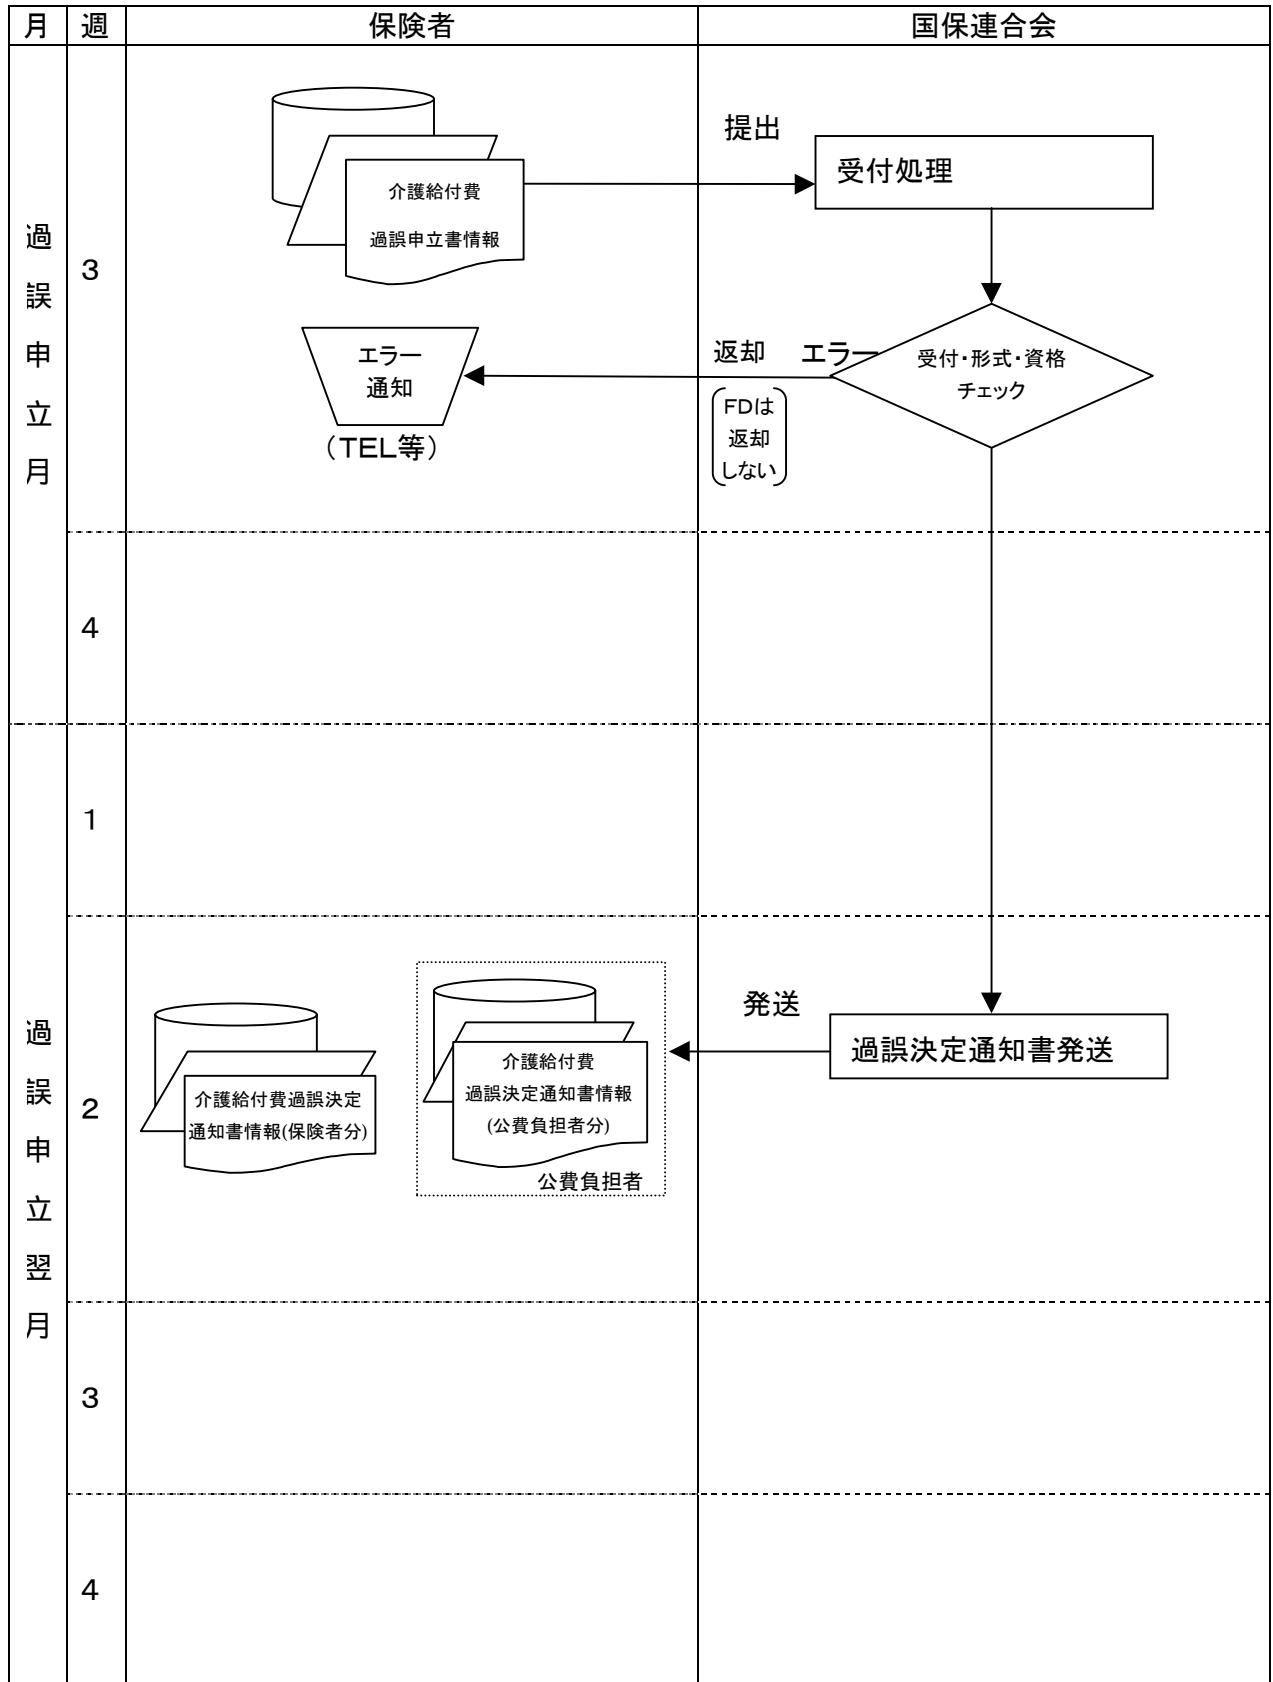 月 週 保険者 国保連合会
過誤申立月
3
介護給付費
過誤申立書情報
提出
受付処理
エラー
通知
（TEL等）
返却 エラー
FDは
返却
しない
受付・形式・資格
チェック
4
過誤申立翌月
1
2
介護給付費過誤決定
通知書情報(保険者分)
介護給付費
過誤決定通知書情報
(公費負担者分)
公費負担者
発送
過誤決定通知書発送
3
4